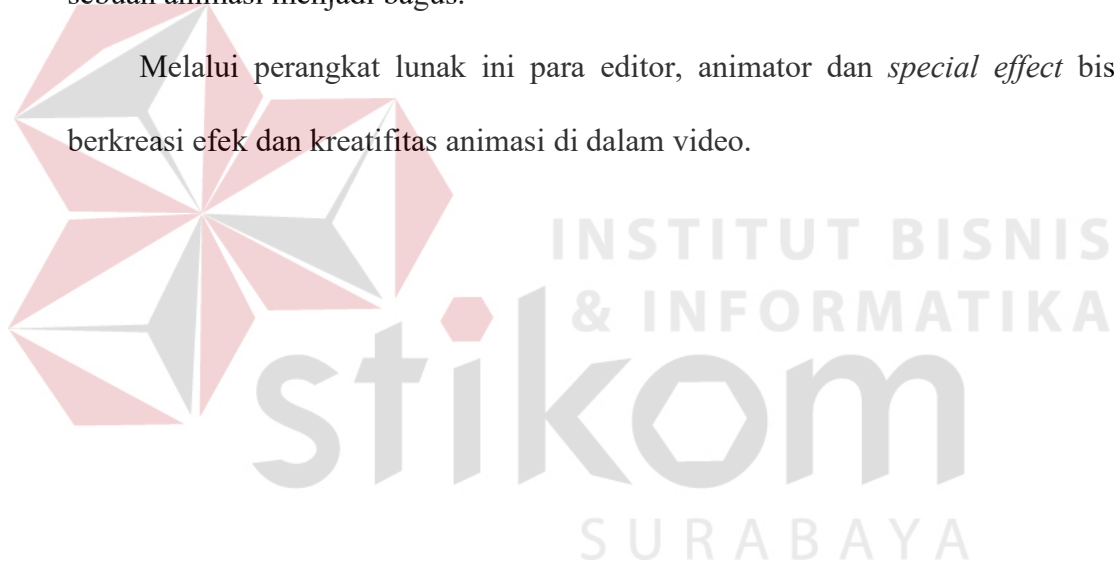 sebuah animasi menjadi bagus.
Melalui perangkat lunak ini para editor, animator dan special effect bis
berkreasi efek dan kreatifitas animasi di dalam video.
INSTITUT BISNIS
& INFORMATIKA
stikom
SURABAYA